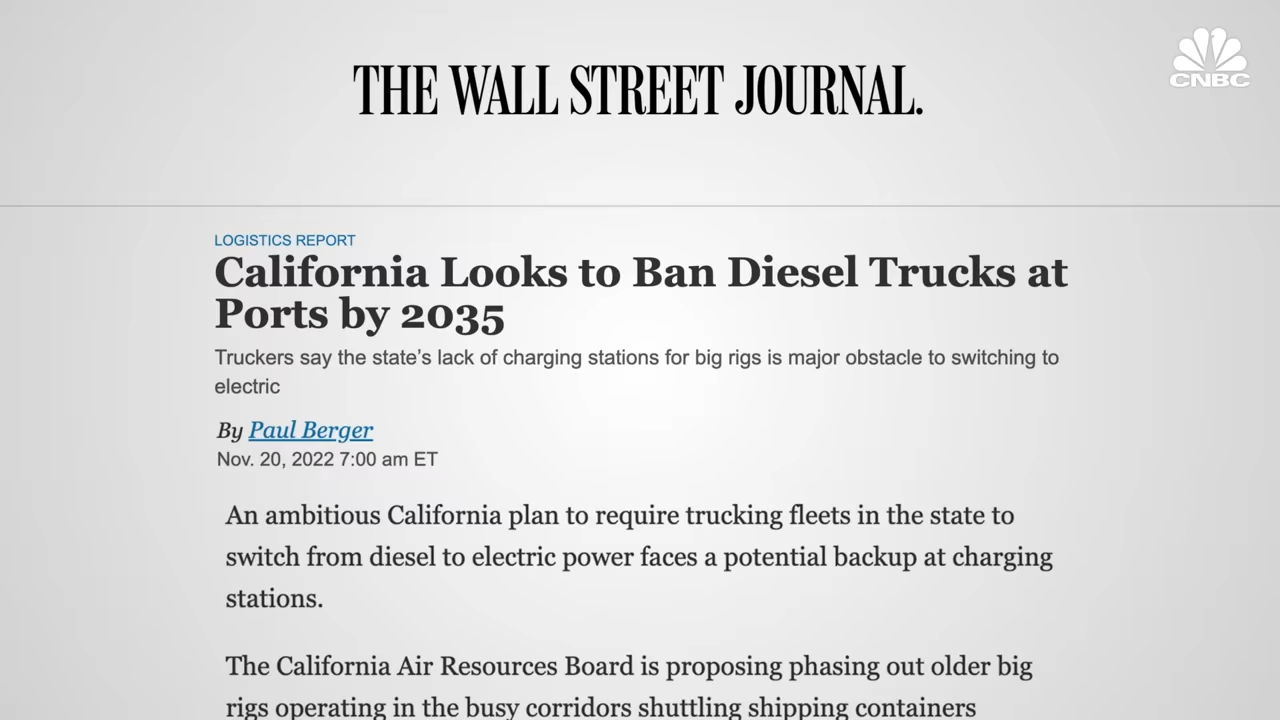 THE WALL STREET JOURNAL.
CNBC
LOGISTICS REPORT
California Looks to Ban Diesel Trucks at
Ports by 2035
Truckers say the state’s lack of charging stations for big rigs is major obstacle to switching to
electric
By Paul Berger
Nov. 20, 2022 7:00 am ET
An ambitious California plan to require trucking fleets in the state to
switch from diesel to electric power faces a potential backup at charging
stations.
The California Air Resources Board is proposing phasing out older big
rigs operating in the busy corridors shuttling shipping containers